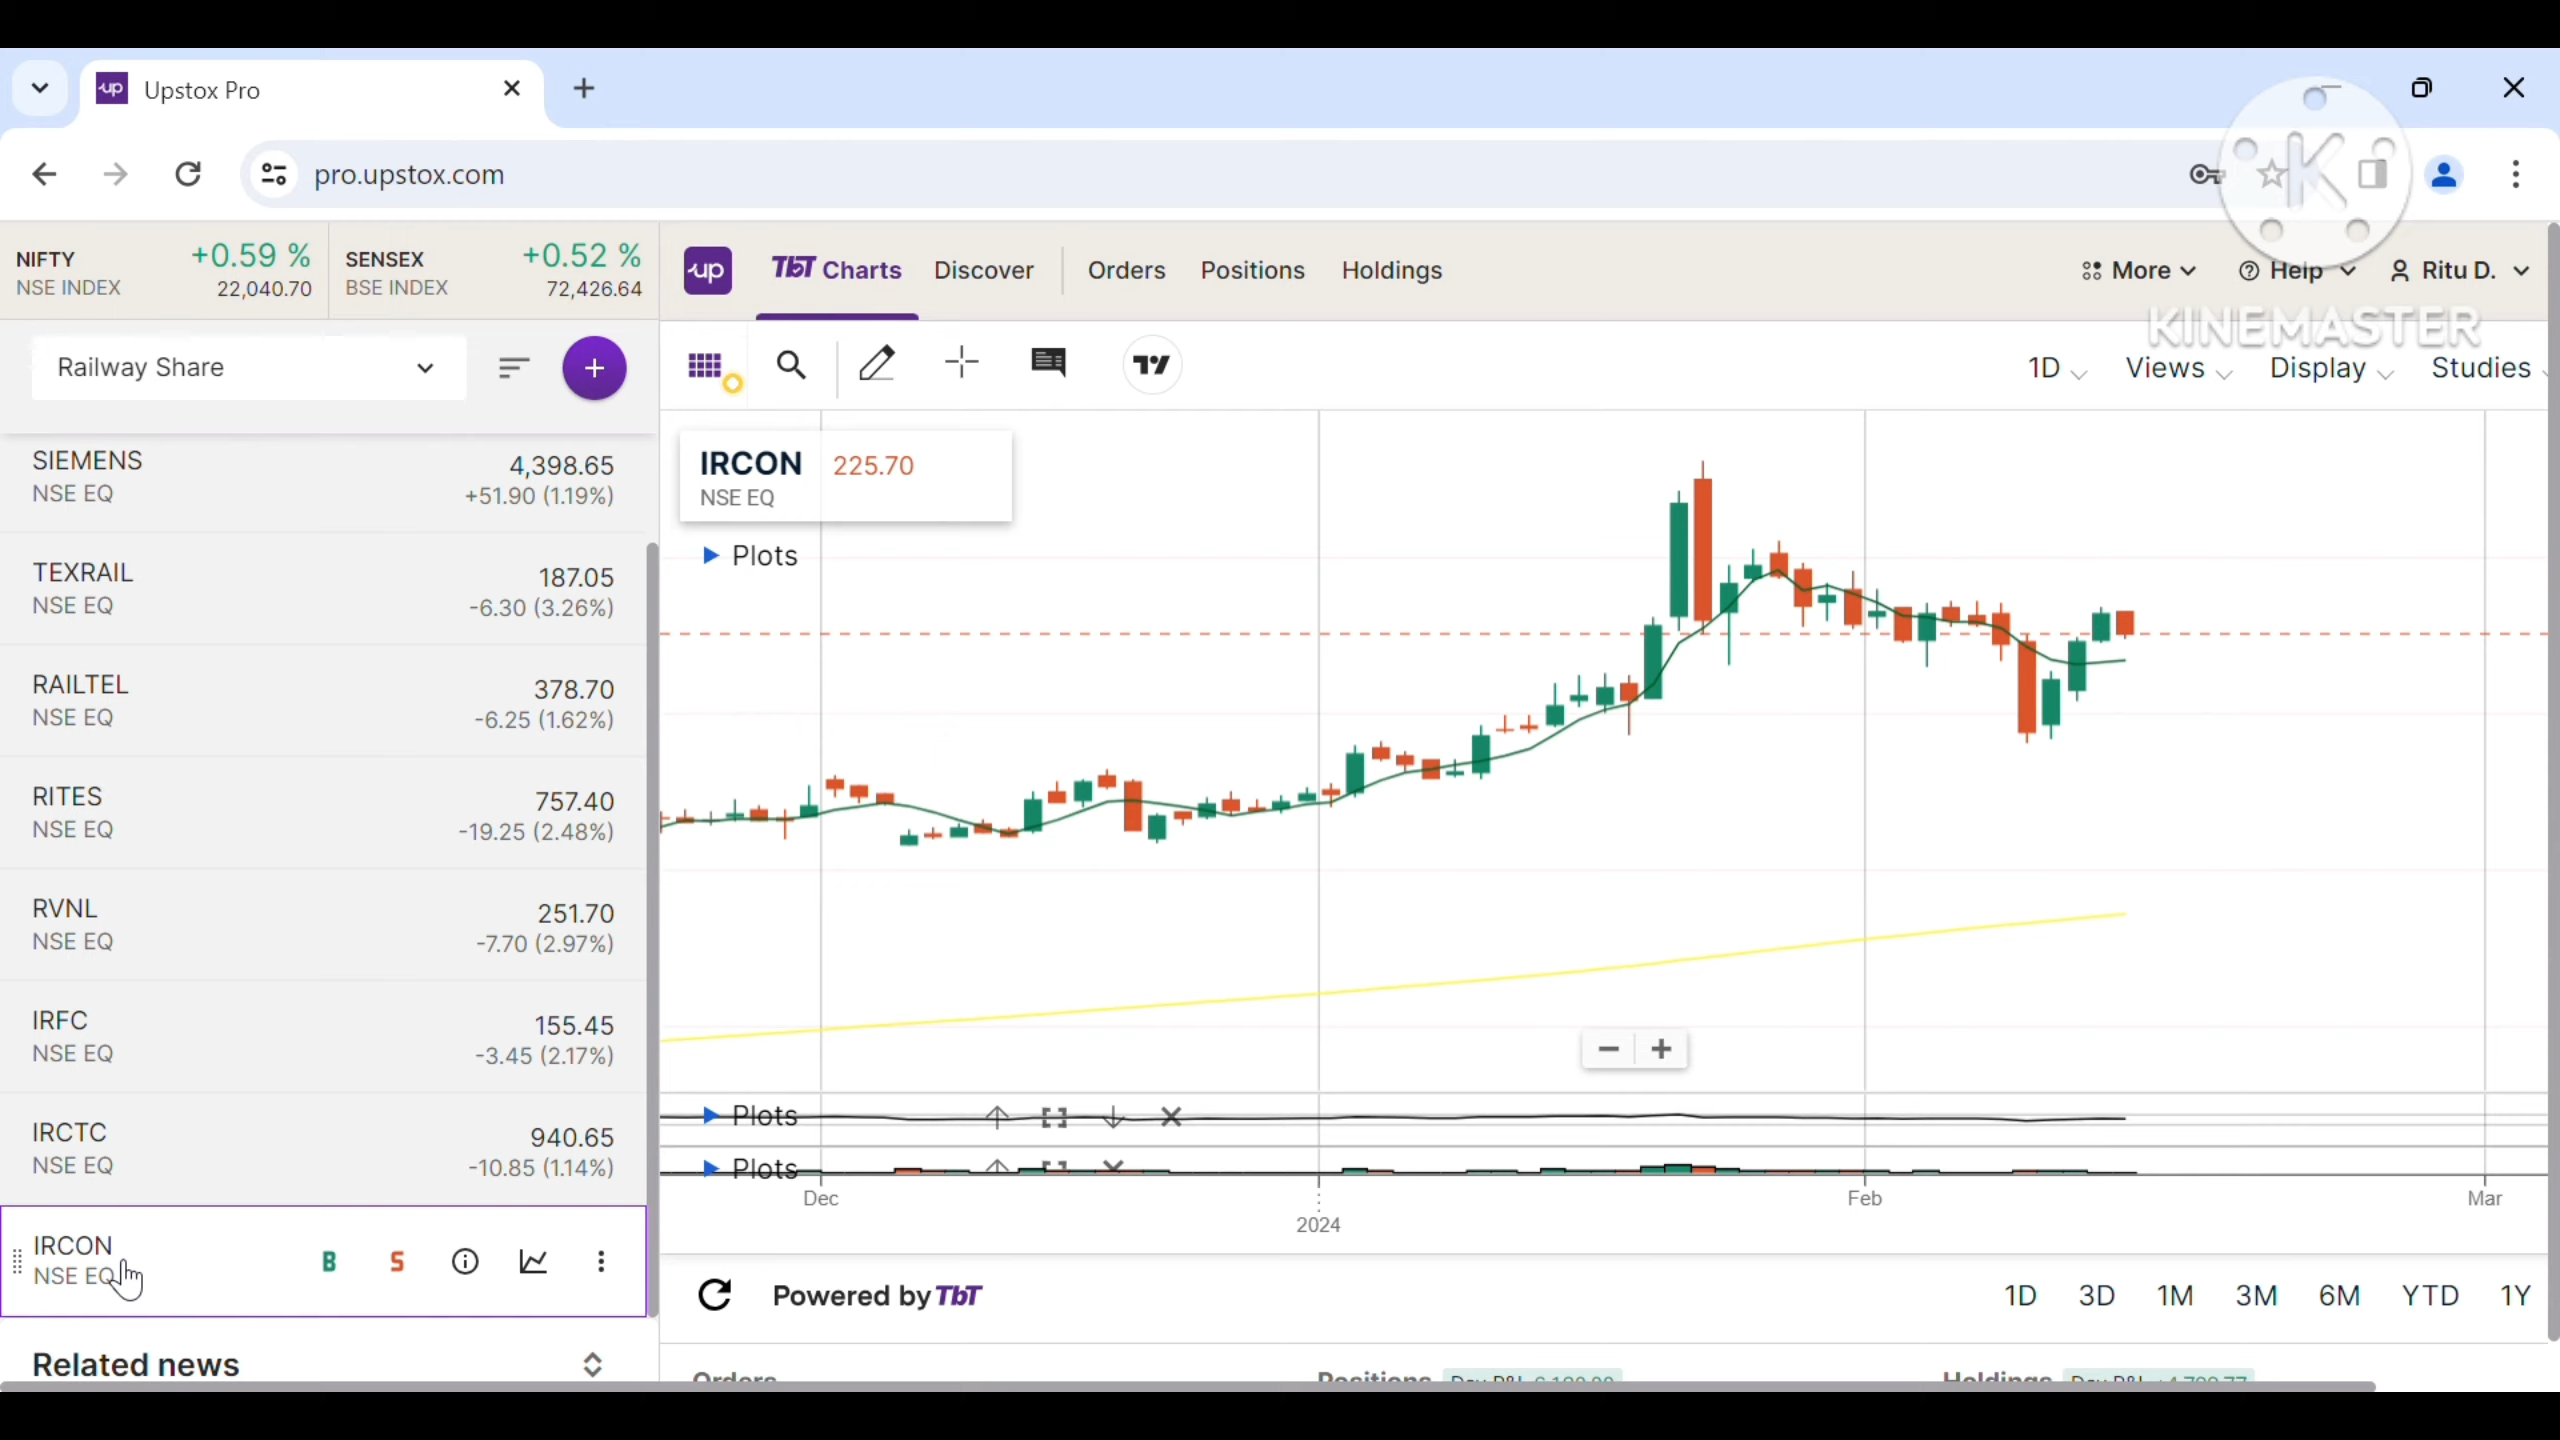 up Upstox Pro
pro.upstox.com
NIFTY +0.59 %
NSE INDEX 22,040.70
SENSEX +0.52 %
BSE INDEX 72,426.64
up TbT Charts Discover Orders Positions Holdings More Help Ritu D.
K
KINEMASTER
Railway Share
1D Views Display Studies
SIEMENS 4,398.65
NSE EQ +51.90 (1.19%)
TEXRAIL 187.05
NSE EQ -6.30 (3.26%)
RAILTEL 378.70
NSE EQ -6.25 (1.62%)
RITES 757.40
NSE EQ -19.25 (2.48%)
RVNL 251.70
NSE EQ -7.70 (2.97%)
IRFC 155.45
NSE EQ -3.45 (2.17%)
IRCTC 940.65
NSE EQ -10.85 (1.14%)
IRCON B S
NSE EQ
Related news
IRCON 225.70
NSE EQ
Plots
Plots
Plots
Dec Feb Mar
2024
Powered by TbT
1D 3D 1M 3M 6M YTD 1Y
Orders Positions Holdings